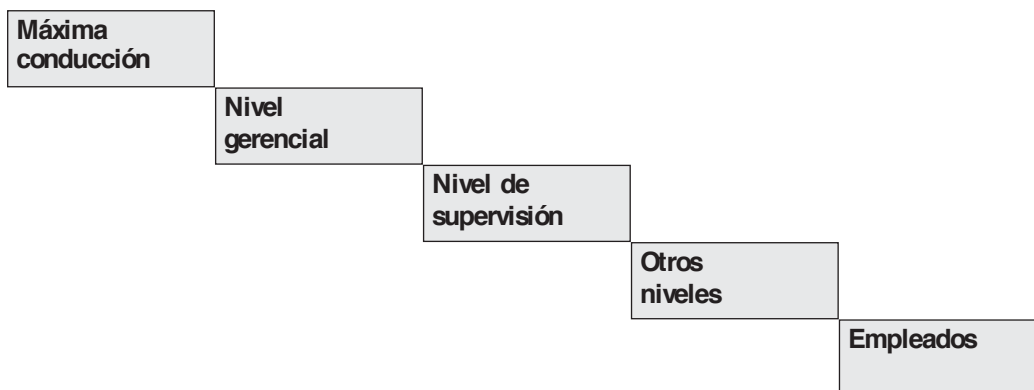 Máxima
conducción
Nivel
gerencial
Nivel de
supervisión
Otros
niveles
Empleados